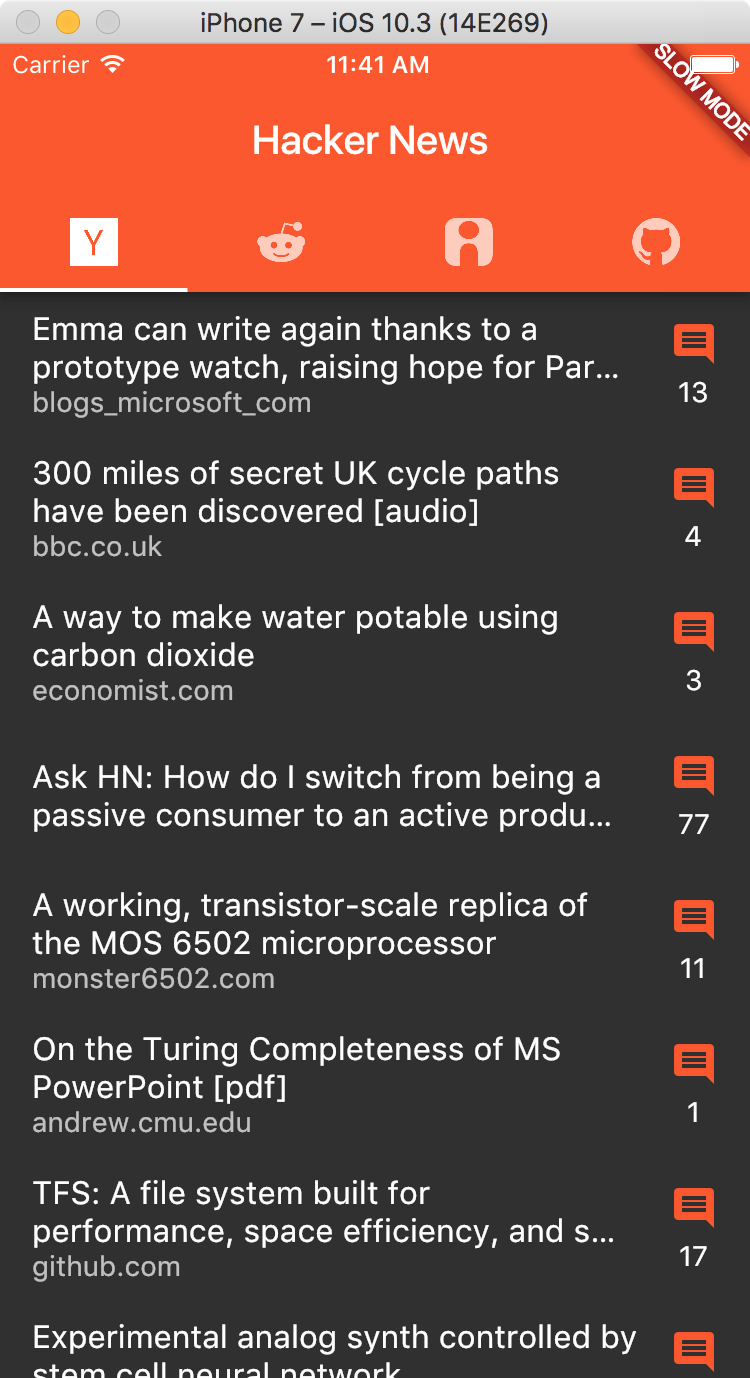 iPhone 7 – iOS 10.3 (14E269)
Carrier 11:41 AM
SLOW MODE
Hacker News
Y
Emma can write again thanks to a
prototype watch, raising hope for Par...
blogs_microsoft_com
13
300 miles of secret UK cycle paths
have been discovered [audio]
bbc.co.uk
4
A way to make water potable using
carbon dioxide
economist.com
3
Ask HN: How do I switch from being a
passive consumer to an active produ...
77
A working, transistor-scale replica of
the MOS 6502 microprocessor
monster6502.com
11
On the Turing Completeness of MS
PowerPoint [pdf]
andrew.cmu.edu
1
TFS: A file system built for
performance, space efficiency, and s...
github.com
17
Experimental analog synth controlled by
stem cell neural network